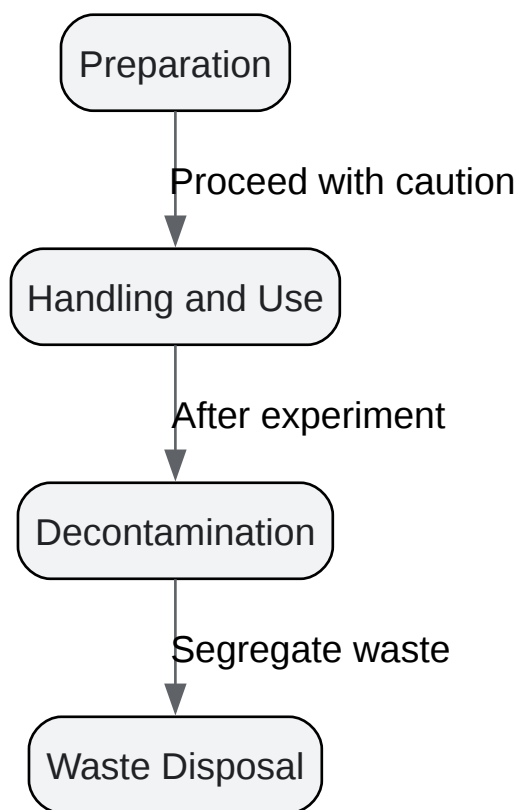 Preparation
Proceed with caution
Handling and Use
After experiment
Decontamination
Segregate waste
Waste Disposal